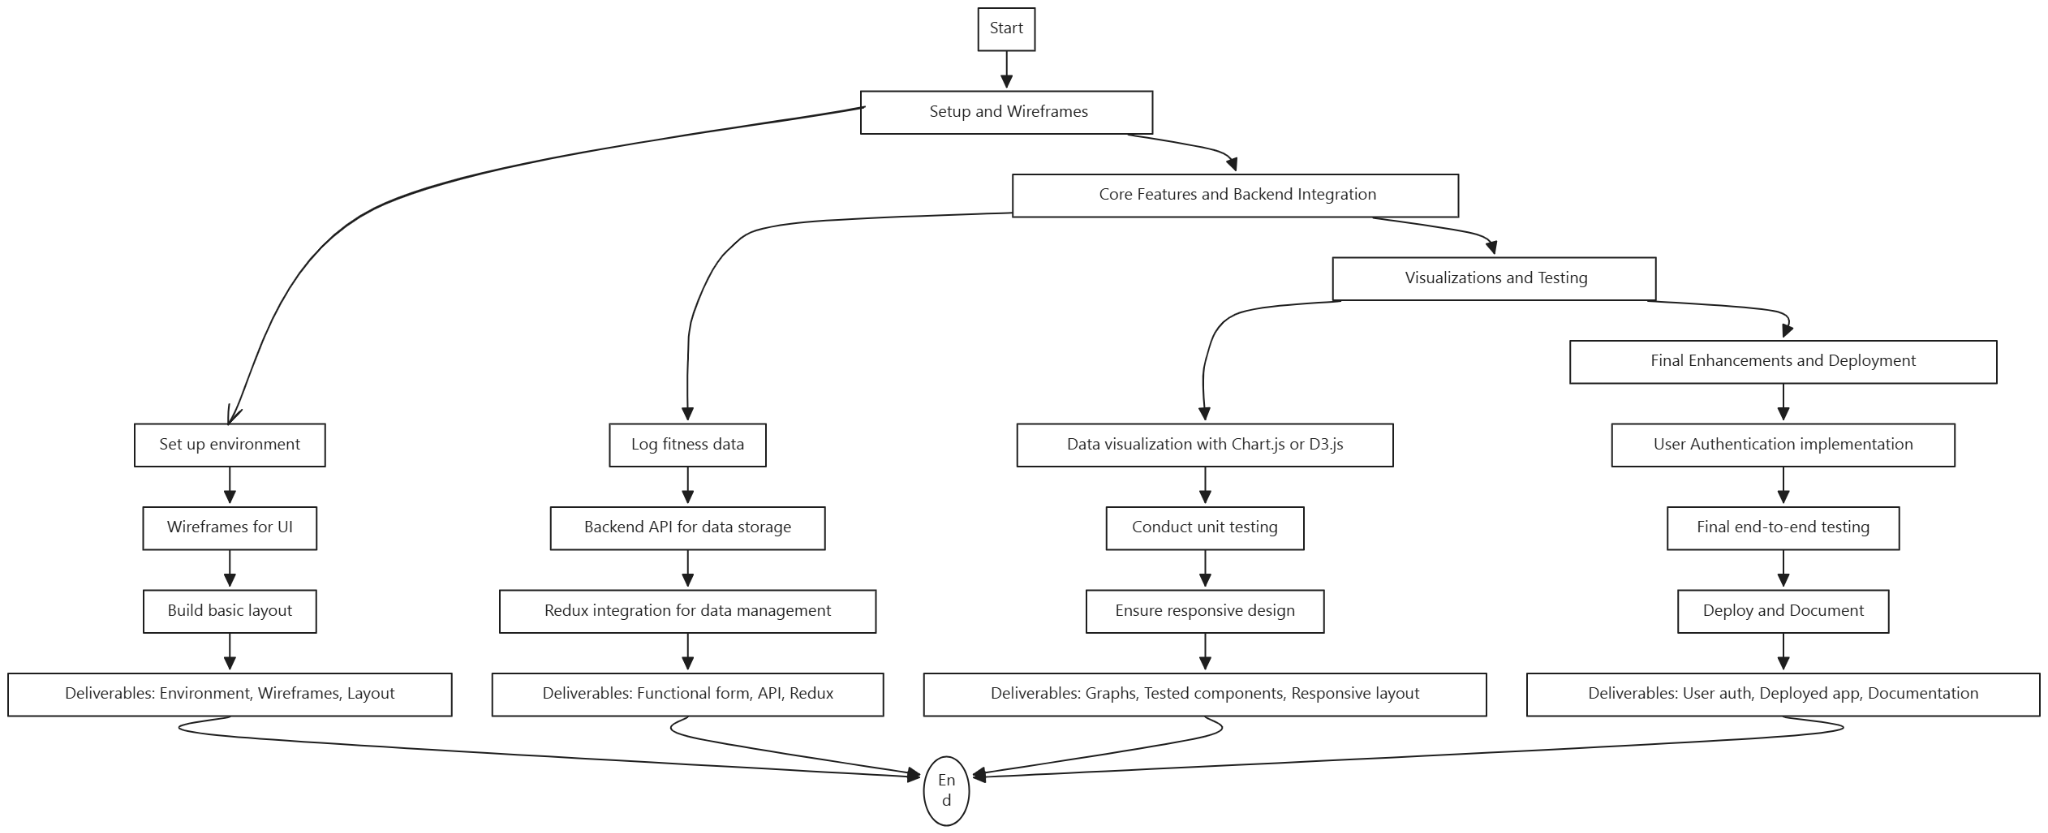 Start
Setup and Wireframes
Core Features and Backend Integration
Visualizations and Testing
Final Enhancements and Deployment
Set up environment
Log fitness data
Data visualization with Chart.js or D3.js
User Authentication implementation
Wireframes for UI
Backend API for data storage
Conduct unit testing
Final end-to-end testing
Build basic layout
Redux integration for data management
Ensure responsive design
Deploy and Document
Deliverables: Environment, Wireframes, Layout
Deliverables: Functional form, API, Redux
Deliverables: Graphs, Tested components, Responsive layout
Deliverables: User auth, Deployed app, Documentation
En
d